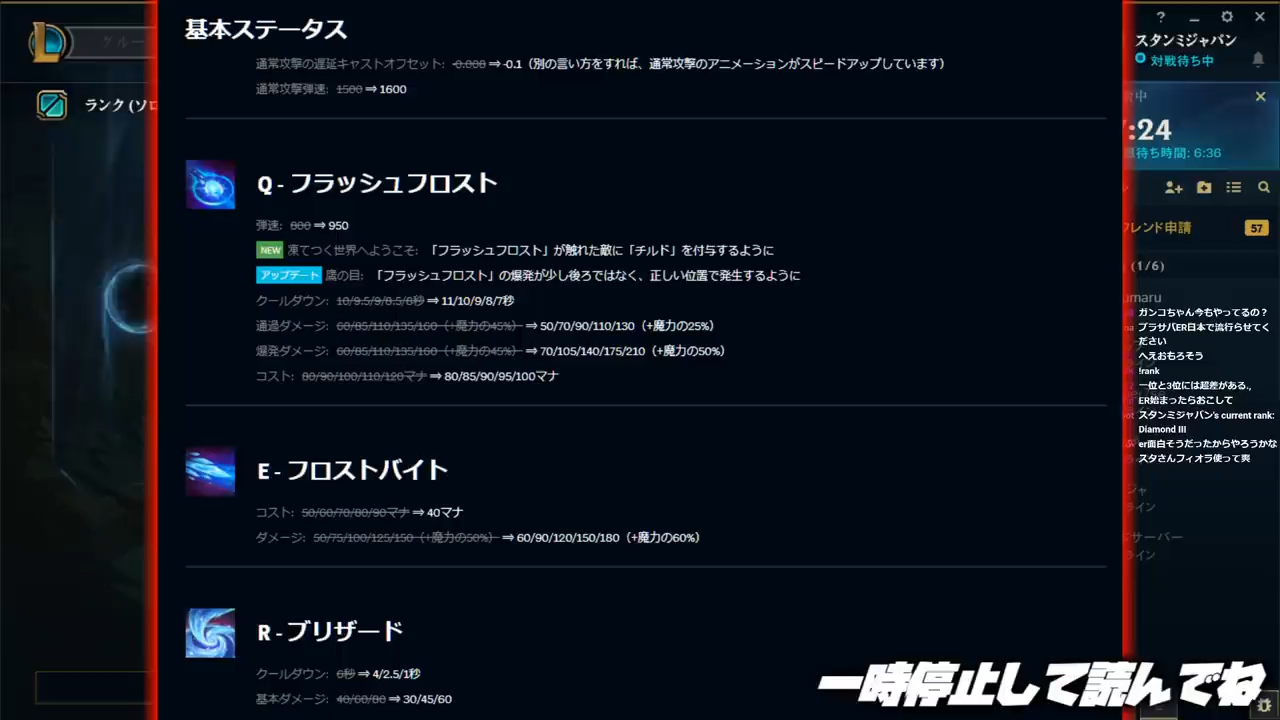 基本ステータス
通常攻撃の遅延キャストオフセット: -0.000 ⇒ -0.1（別の言い方をすれば、通常攻撃のアニメーションがスピードアップしています）
通常攻撃弾速: 1500 ⇒ 1600
Q - フラッシュフロスト
弾速: 800 ⇒ 950
NEW 凍てつく世界へようこそ: 「フラッシュフロスト」が触れた敵に「チルド」を付与するように
アップデート 鷹の目: 「フラッシュフロスト」の爆発が少し後ろではなく、正しい位置で発生するように
クールダウン: 10/9.5/9/8.5/8秒 ⇒ 11/10/9/8/7秒
通過ダメージ: 60/85/110/135/160（+魔力の45%） ⇒ 50/70/90/110/130（+魔力の25%）
爆発ダメージ: 60/85/110/135/160（+魔力の45%） ⇒ 70/105/140/175/210（+魔力の50%）
コスト: 80/90/100/110/120マナ ⇒ 80/85/90/95/100マナ
E - フロストバイト
コスト: 50/60/70/80/90マナ ⇒ 40マナ
ダメージ: 50/75/100/125/150（+魔力の50%） ⇒ 60/90/120/150/180（+魔力の60%）
R - ブリザード
クールダウン: 6秒 ⇒ 4/2.5/1秒
基本ダメージ: 40/60/80 ⇒ 30/45/60
一時停止して読んでね
グルー
ランク (ソロ
スタンミジャパン
対戦待ち中
:24
待ち時間: 6:36
フレンド申請
57
(1/6)
umaru
ガンコちゃん今もやってるの？
ブラサバER日本で流行らせてく
ださい
へえおもろそう
!rank
一位と3位には超差がある.,
ER始まったらおこして
スタンミジャパン's current rank:
Diamond III
er面白そうだったからやろうかな
スタさんフィオラ使って笑
ジャ
ライン
サーバー
ライン